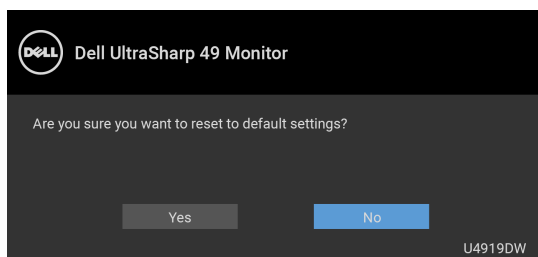 DELL Dell UltraSharp 49 Monitor
Are you sure you want to reset to default settings?
Yes No
U4919DW